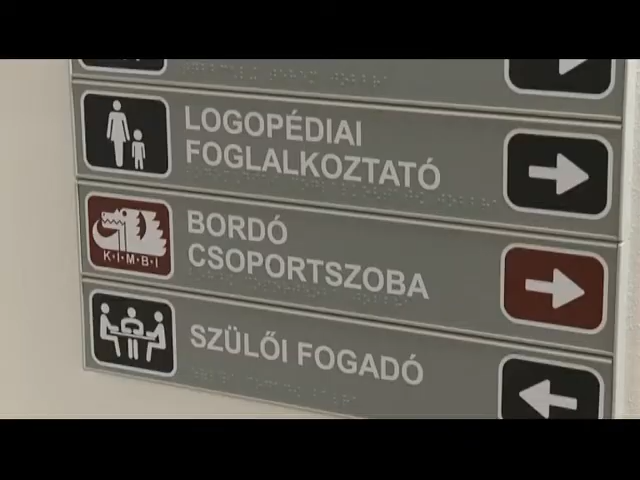 LOGOPÉDIAI
FOGLALKOZTATÓ
K·I·M·B·I
BORDÓ
CSOPORTSZOBA
SZÜLŐI FOGADÓ